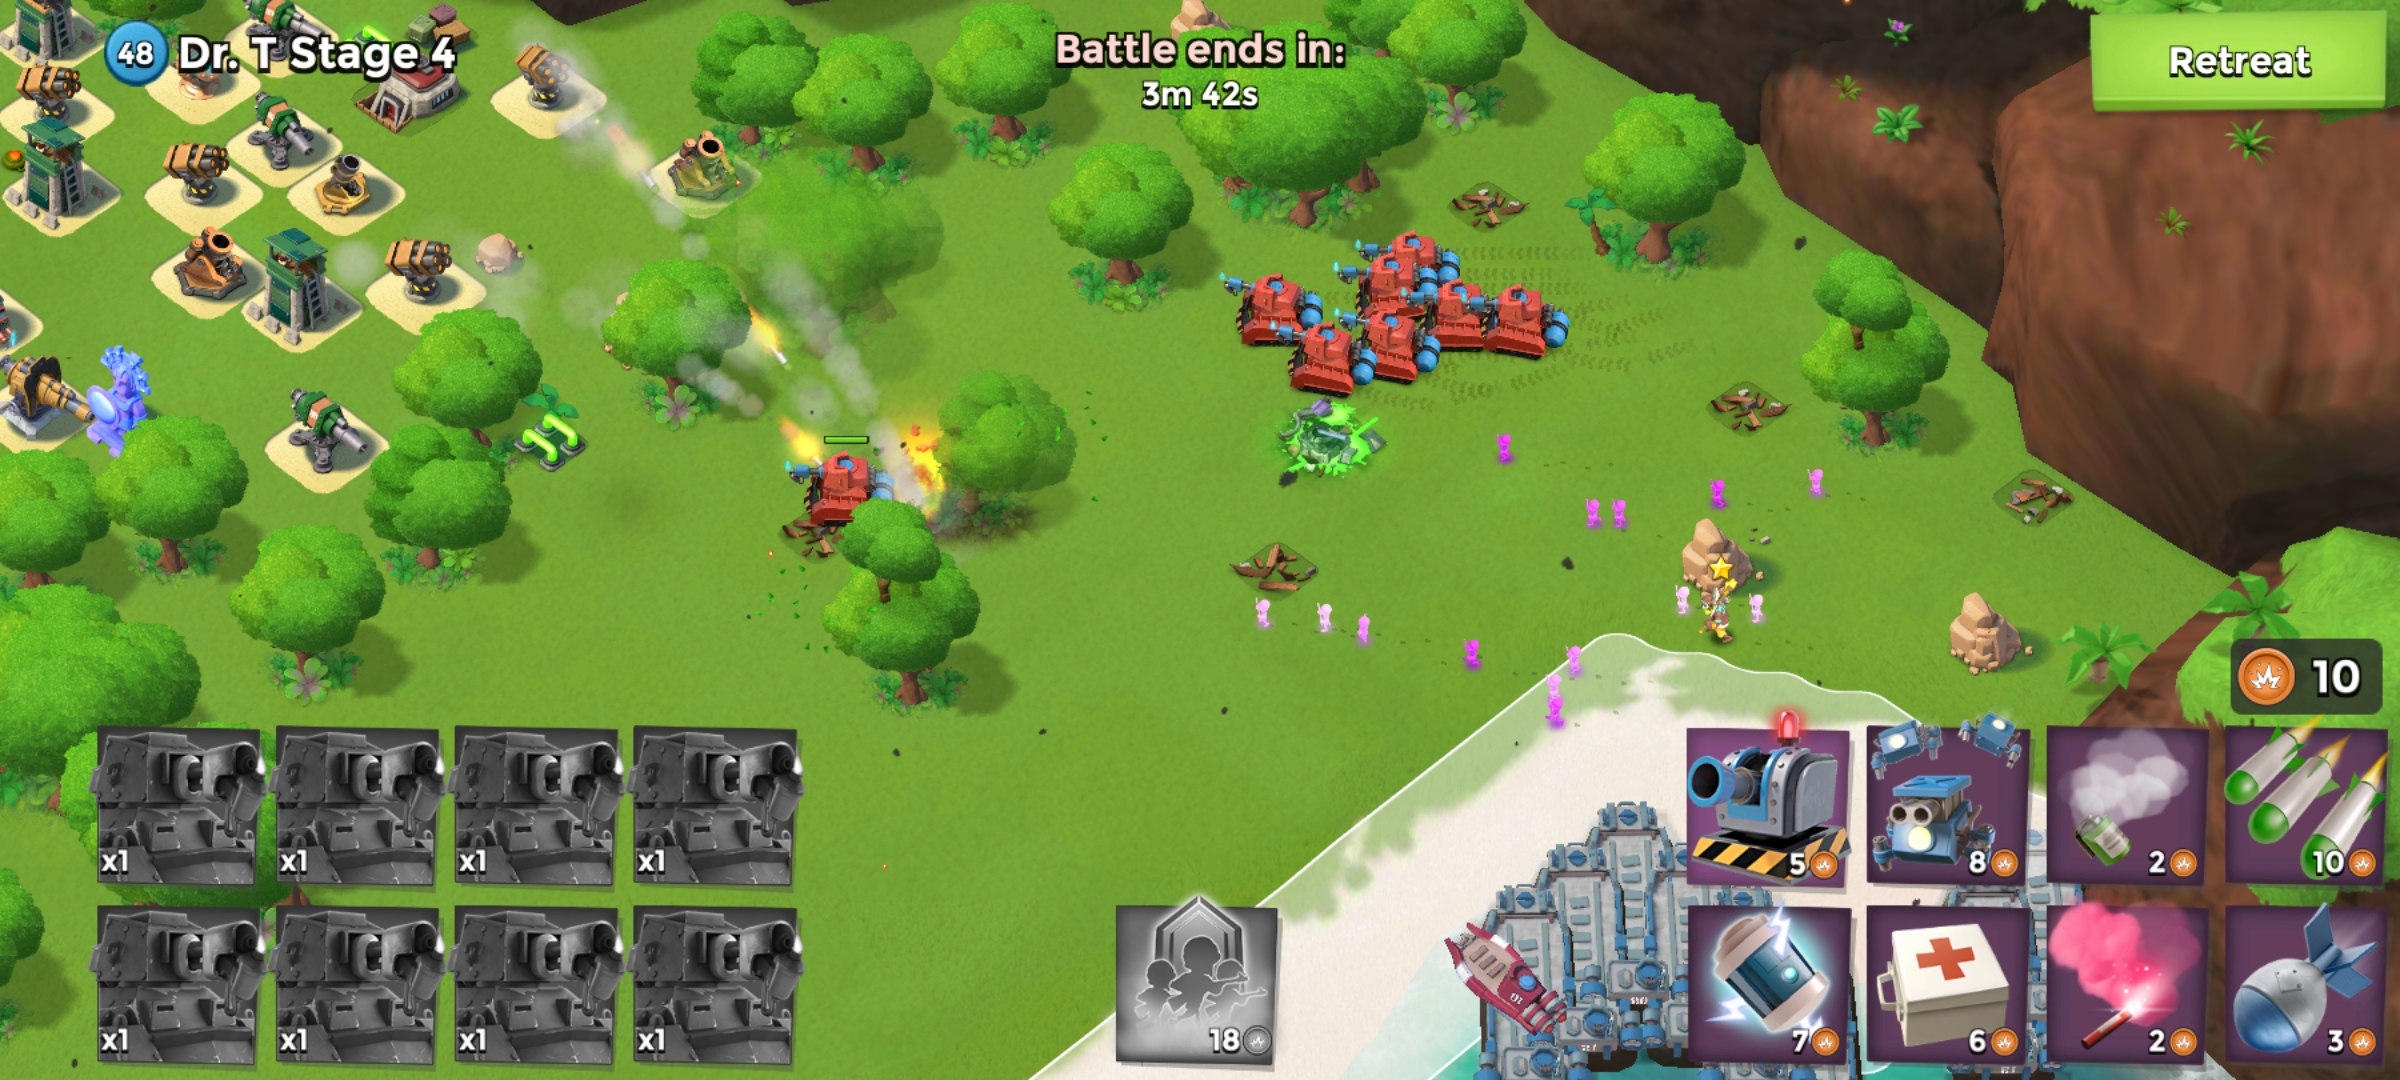 48 Dr. T Stage 4
Battle ends in:
3m 42s
Retreat
10
x1 x1 x1 x1
5 8 2 10
x1 x1 x1 x1
18
7 6 2 3